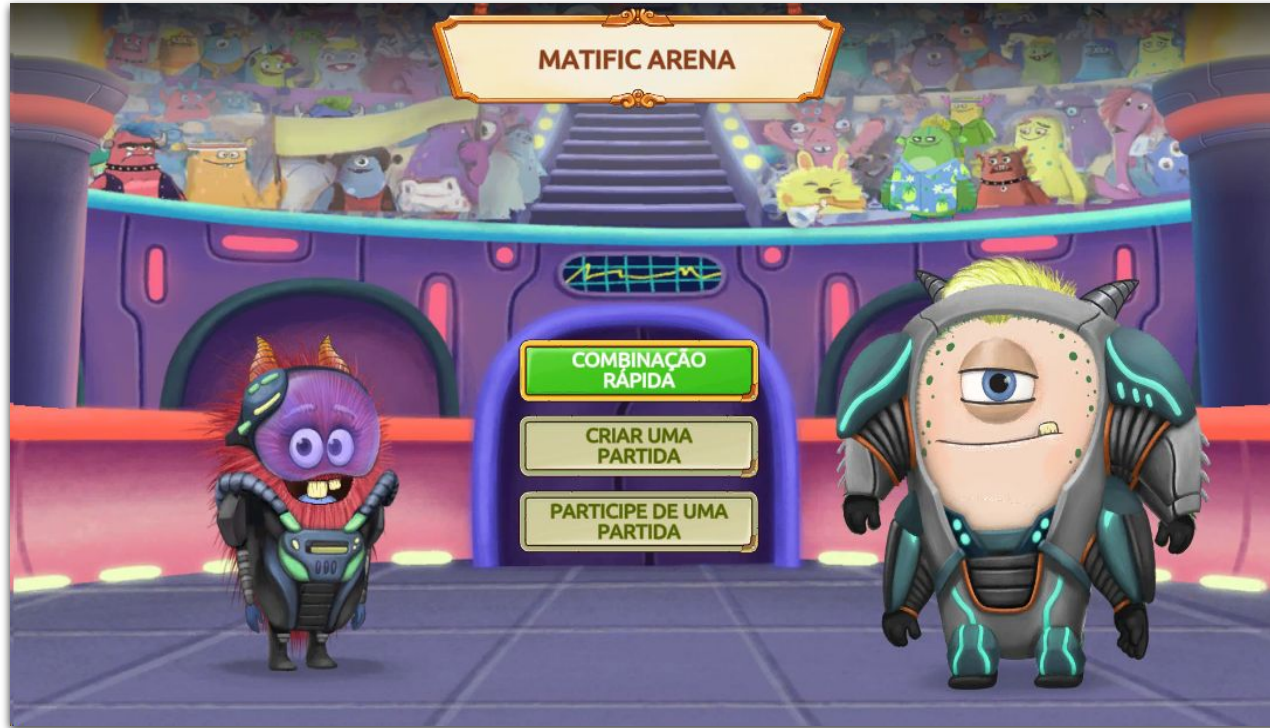 MATIFIC ARENA
COMBINAÇÃO
RÁPIDA
CRIAR UMA
PARTIDA
PARTICIPE DE UMA
PARTIDA